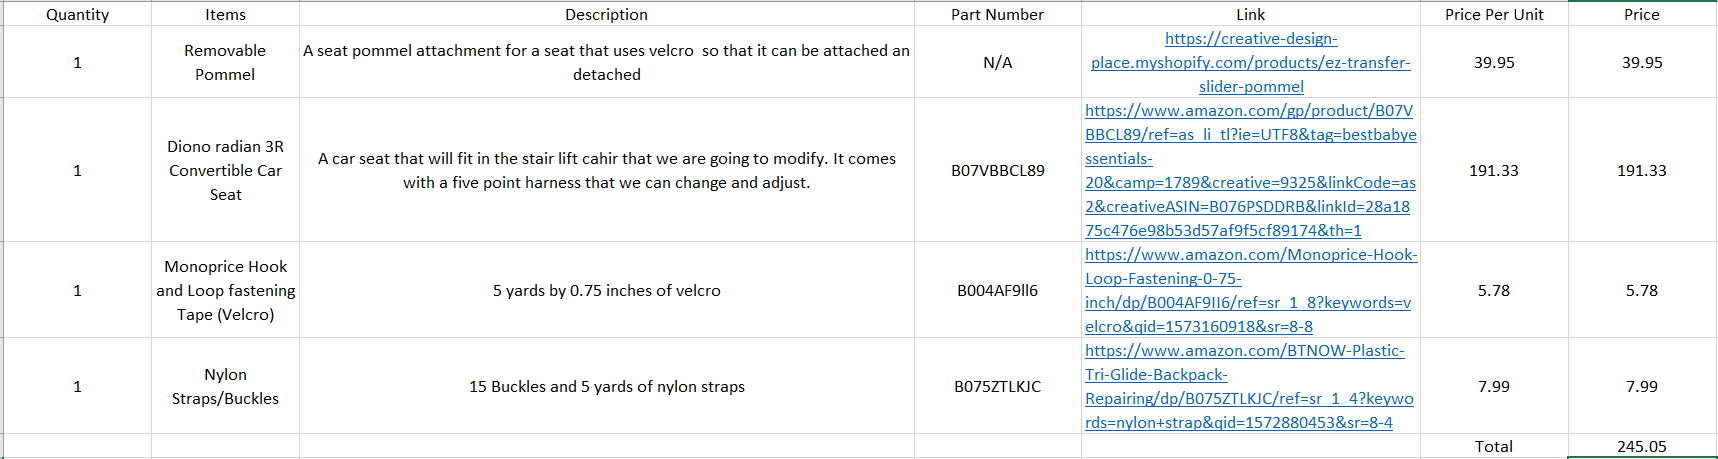 Quantity Items Description Part Number Link Price Per Unit Price
1 Removable Pommel A seat pommel attachment for a seat that uses velcro so that it can be attached an detached N/A https://creative-design-place.myshopify.com/products/ez-transfer-slider-pommel 39.95 39.95
1 Diono radian 3R Convertible Car Seat A car seat that will fit in the stair lift cahir that we are going to modify. It comes with a five point harness that we can change and adjust. B07VBBCL89 https://www.amazon.com/gp/product/B07VBBCL89/ref=as_li_tl?ie=UTF8&tag=bestbabyessentials-20&camp=1789&creative=9325&linkCode=as2&creativeASIN=B076PSDDRB&linkId=28a1875c476e98b53d57af9f5cf89174&th=1 191.33 191.33
1 Monoprice Hook and Loop fastening Tape (Velcro) 5 yards by 0.75 inches of velcro B004AF9ll6 https://www.amazon.com/Monoprice-Hook-Loop-Fastening-0-75-inch/dp/B004AF9II6/ref=sr_1_8?keywords=velcro&qid=1573160918&sr=8-8 5.78 5.78
1 Nylon Straps/Buckles 15 Buckles and 5 yards of nylon straps B075ZTLKJC https://www.amazon.com/BTNOW-Plastic-Tri-Glide-Backpack-Repairing/dp/B075ZTLKJC/ref=sr_1_4?keywords=nylon+strap&qid=1572880453&sr=8-4 7.99 7.99
Total 245.05